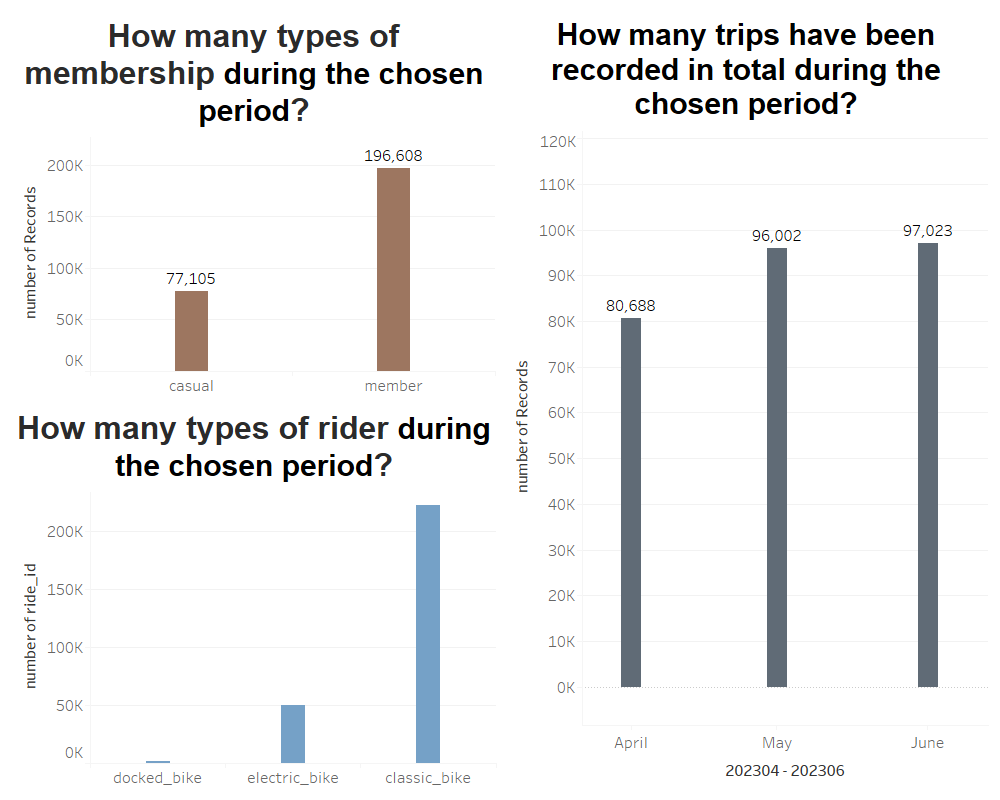 How many types of
membership during the chosen
period?
number of Records
200K
150K
100K
50K
0K
77,105
196,608
casual
member
How many types of rider during
the chosen period?
number of ride_id
200K
150K
100K
50K
0K
docked_bike
electric_bike
classic_bike
How many trips have been
recorded in total during the
chosen period?
number of Records
120K
110K
100K
90K
80K
70K
60K
50K
40K
30K
20K
10K
0K
80,688
96,002
97,023
April
May
June
202304 - 202306